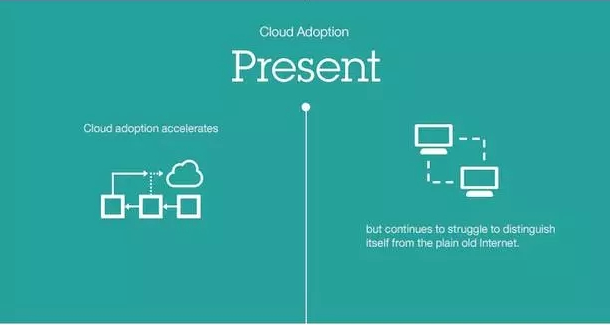 Cloud Adoption
Present
Cloud adoption accelerates
but continues to struggle to distinguish
itself from the plain old Internet.